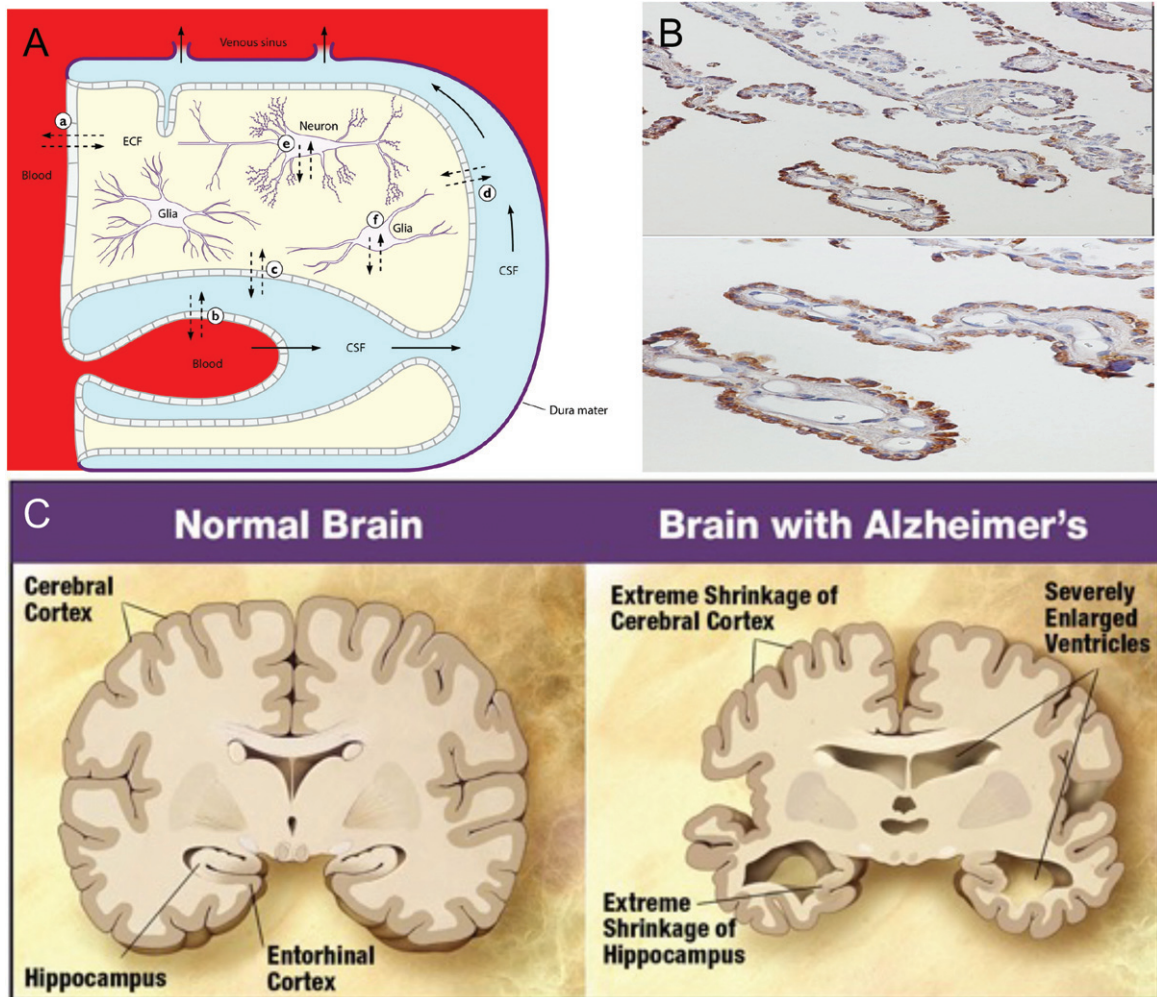 A
Venous sinus
a
ECF
Blood
Neuron
e
Glia
f
Glia
d
c
CSF
b
Blood
CSF
Dura mater
B
C
Normal Brain
Cerebral
Cortex
Hippocampus
Entorhinal
Cortex
Brain with Alzheimer's
Extreme Shrinkage of
Cerebral Cortex
Severely
Enlarged
Ventricles
Extreme
Shrinkage of
Hippocampus